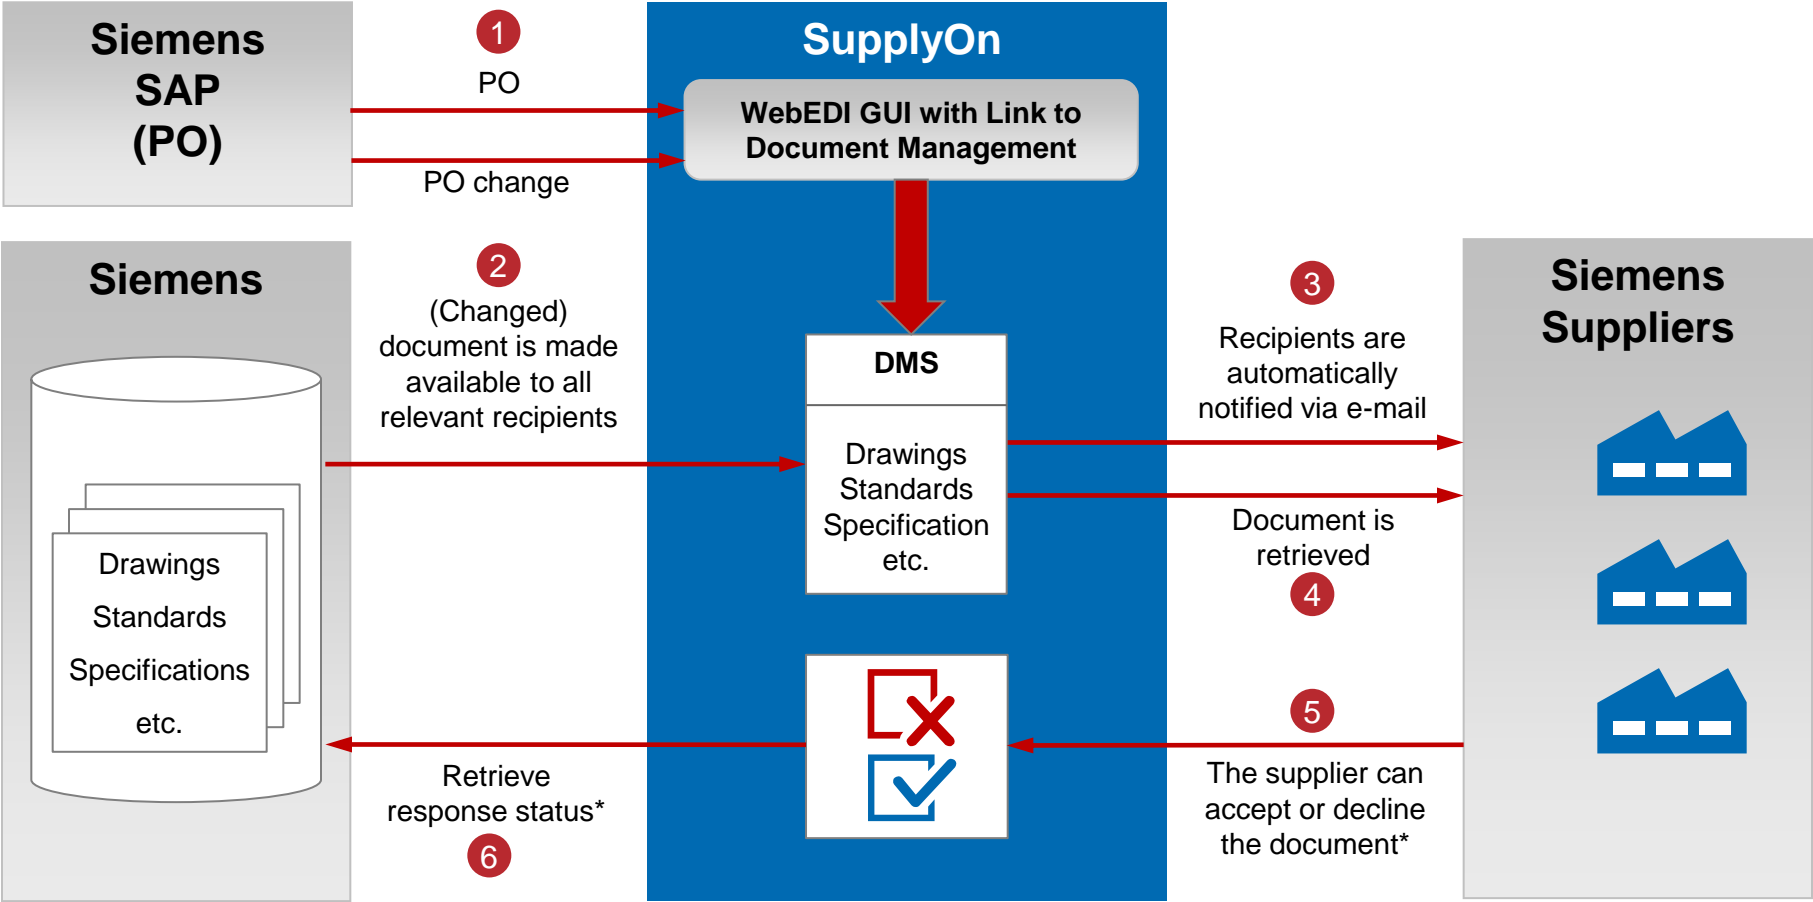 Siemens
SAP
(PO)
1
PO
PO change
SupplyOn
WebEDI GUI with Link to
Document Management
Siemens
Drawings
Standards
Specifications
etc.
2
(Changed)
document is made
available to all
relevant recipients
DMS
Drawings
Standards
Specification
etc.
3
Recipients are
automatically
notified via e-mail
Document is
retrieved
4
Siemens
Suppliers
5
The supplier can
accept or decline
the document*
Retrieve
response status*
6